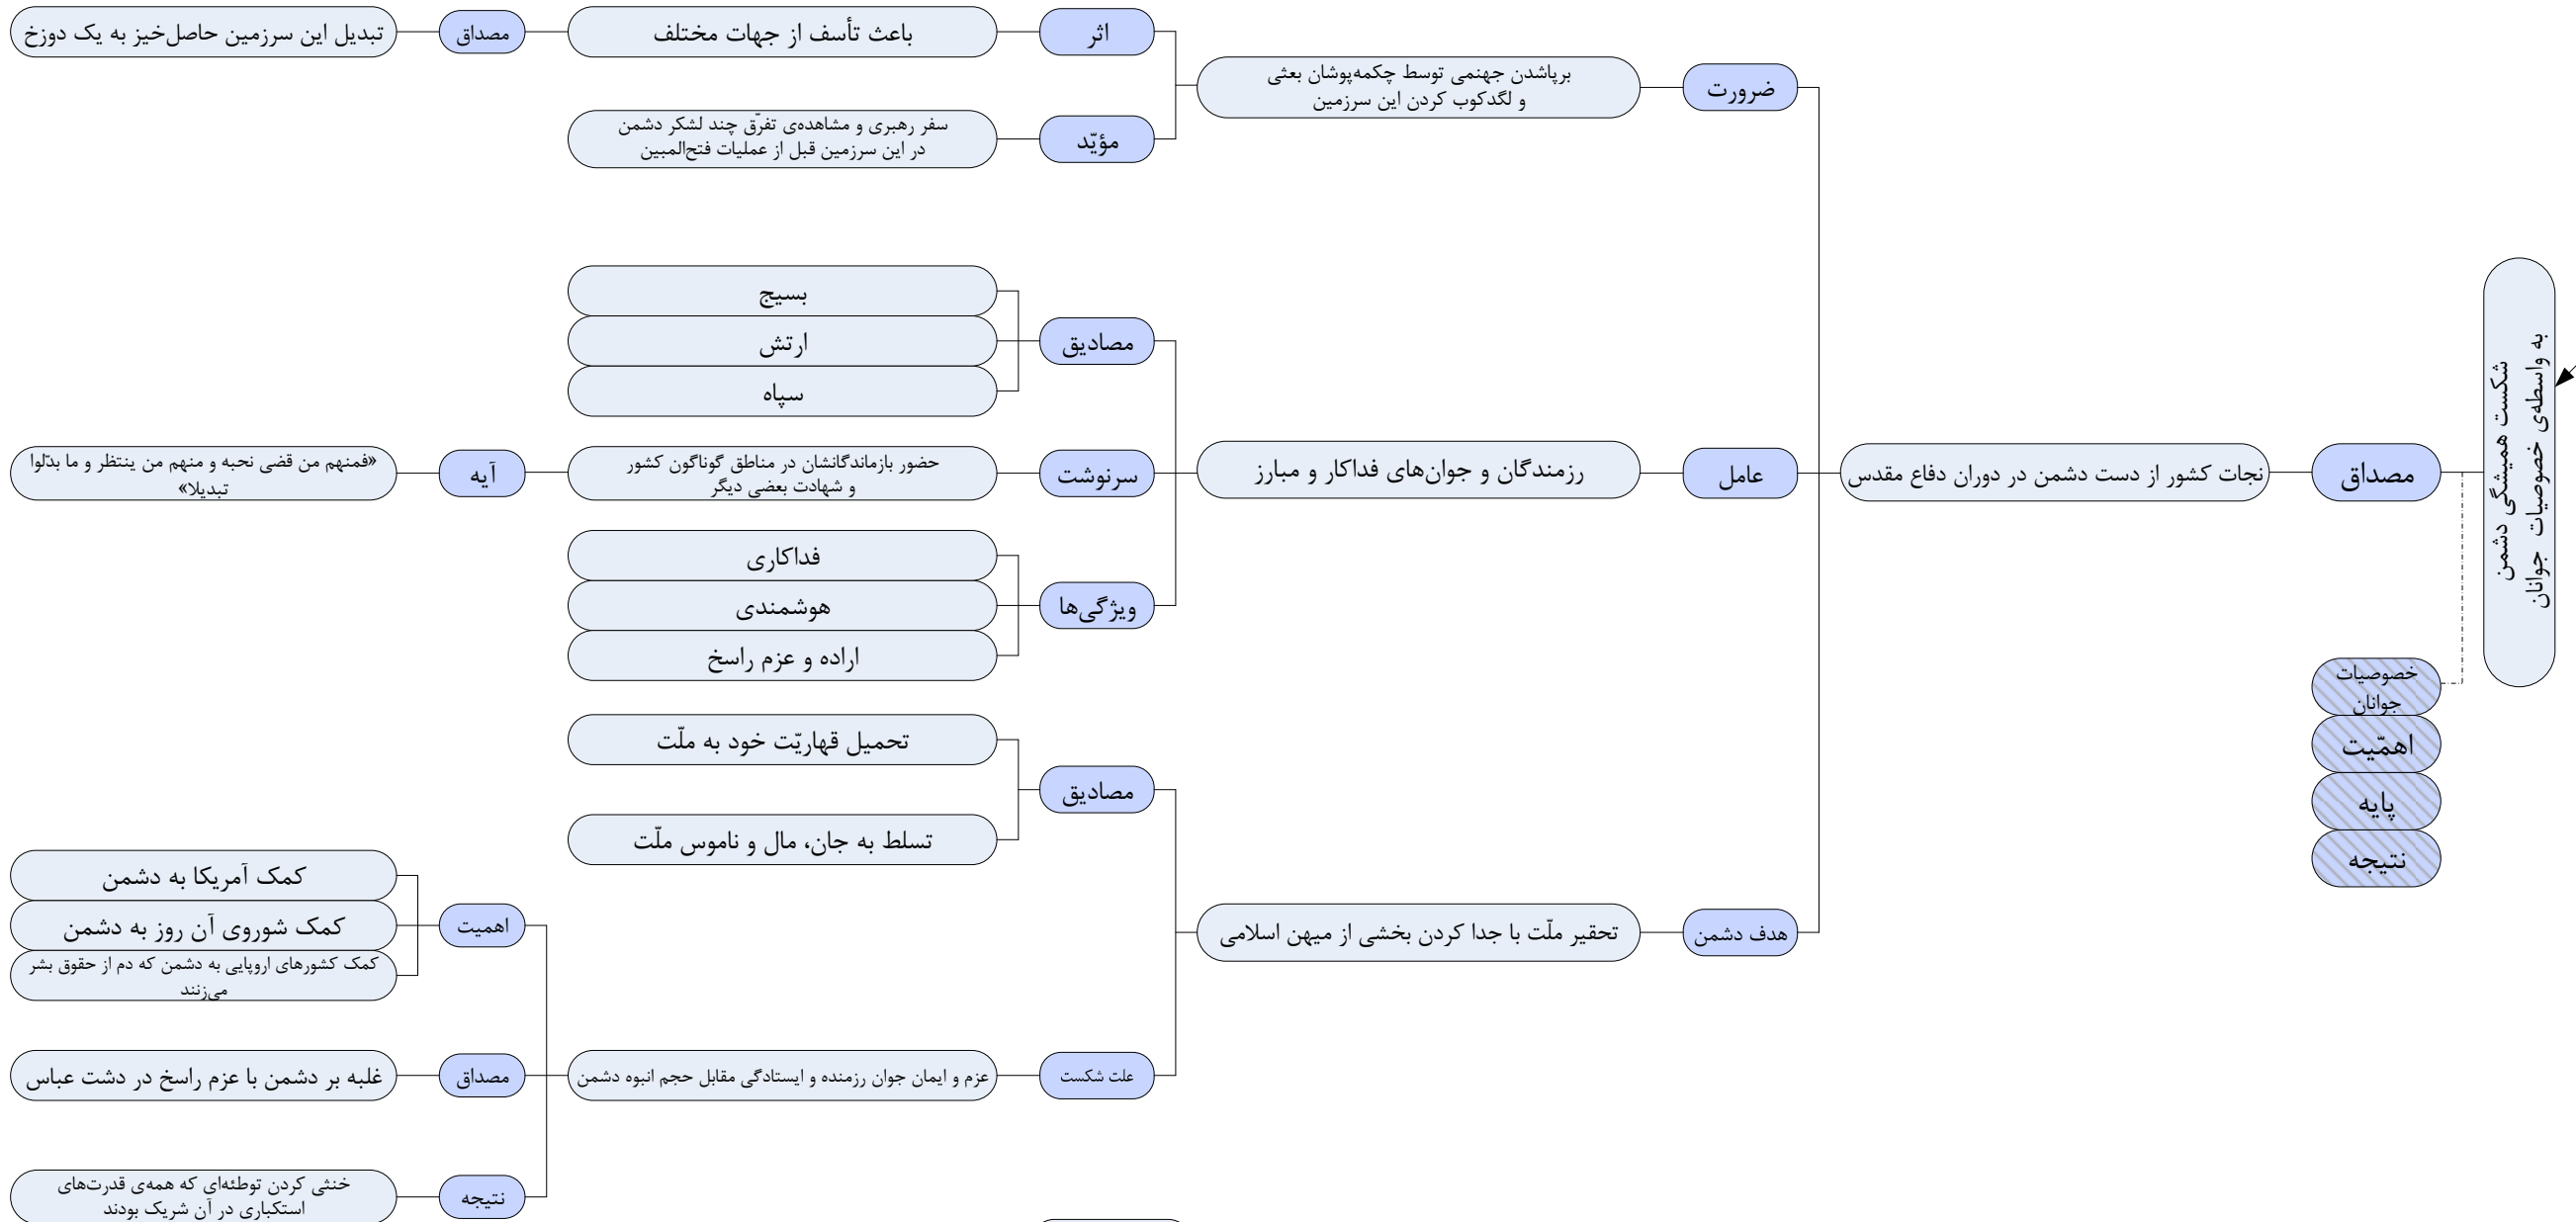 شکست همیشگی دشمن
به واسطه‌ی خصوصیات جوانان
مصداق
نجات کشور از دست دشمن در دوران دفاع مقدس
ضرورت
برپاشدن جهنمی توسط چکمه‌پوشان بعثی
و لگدکوب کردن این سرزمین
اثر
باعث تأسف از جهات مختلف
مصداق
تبدیل این سرزمین حاصل‌خیز به یک دوزخ
مؤیّد
سفر رهبری و مشاهده‌ی تفرّق چند لشکر دشمن
در این سرزمین قبل از عملیات فتح‌المبین
عامل
رزمندگان و جوان‌های فداکار و مبارز
مصادیق
بسیج
ارتش
سپاه
سرنوشت
حضور بازماندگانشان در مناطق گوناگون کشور
و شهادت بعضی دیگر
آیه
«فمنهم من قضی نحبه و منهم من ینتظر و ما بدّلوا
تبدیلا»
ویژگی‌ها
فداکاری
هوشمندی
اراده و عزم راسخ
هدف دشمن
تحقیر ملّت با جدا کردن بخشی از میهن اسلامی
مصادیق
تحمیل قهاریّت خود به ملّت
تسلط به جان، مال و ناموس ملّت
علت شکست
عزم و ایمان جوان رزمنده و ایستادگی مقابل حجم انبوه دشمن
اهمیت
کمک آمریکا به دشمن
کمک شوروی آن روز به دشمن
کمک کشورهای اروپایی به دشمن که دم از حقوق بشر
می‌زنند
مصداق
غلبه بر دشمن با عزم راسخ در دشت عباس
نتیجه
خنثی کردن توطئه‌ای که همه‌ی قدرت‌های
استکباری در آن شریک بودند
خصوصیات
جوانان
اهمّیت
پایه
نتیجه